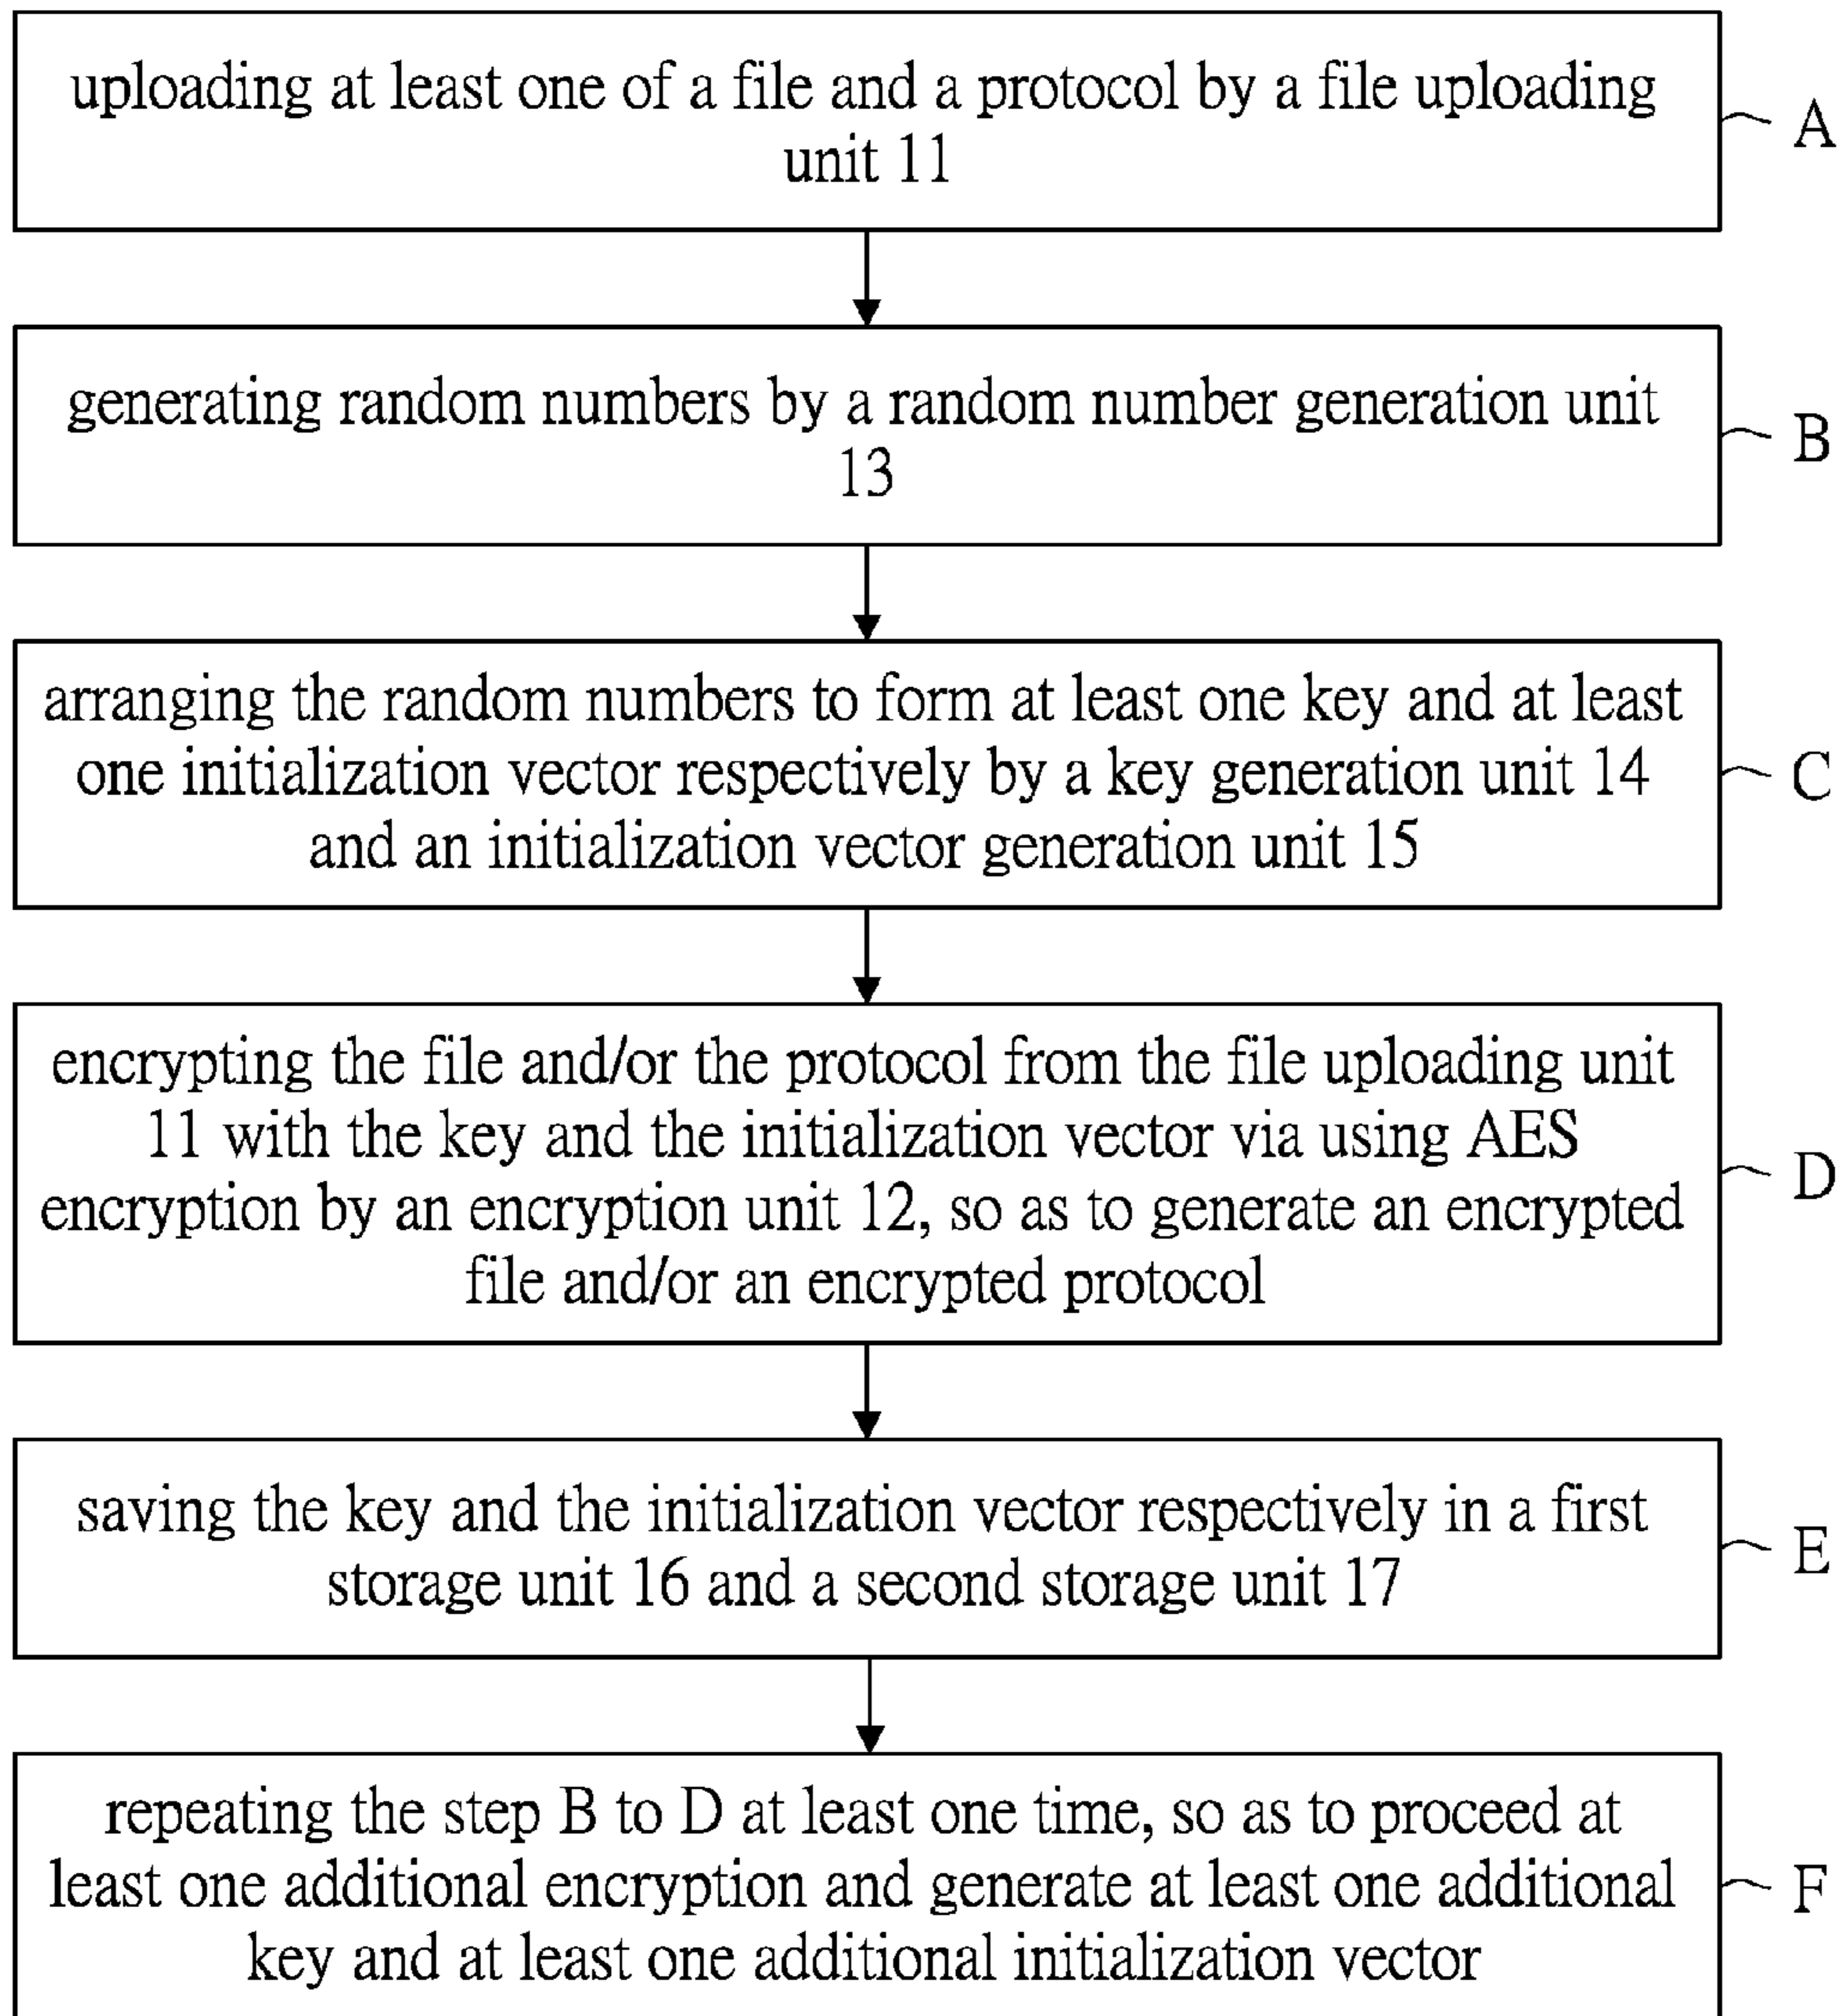 uploading at least one of a file and a protocol by a file uploading
unit 11
A
generating random numbers by a random number generation unit
13
B
arranging the random numbers to form at least one key and at least
one initialization vector respectively by a key generation unit 14
and an initialization vector generation unit 15
C
encrypting the file and/or the protocol from the file uploading unit
11 with the key and the initialization vector via using AES
encryption by an encryption unit 12, so as to generate an encrypted
file and/or an encrypted protocol
D
saving the key and the initialization vector respectively in a first
storage unit 16 and a second storage unit 17
E
repeating the step B to D at least one time, so as to proceed at
least one additional encryption and generate at least one additional
key and at least one additional initialization vector
F